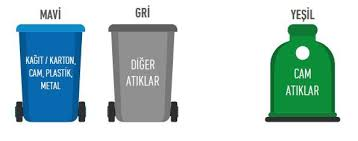 MAVİ
KAĞIT / KARTON,
CAM, PLASTİK,
METAL
GRİ
DİĞER
ATIKLAR
YEŞİL
CAM
ATIKLAR